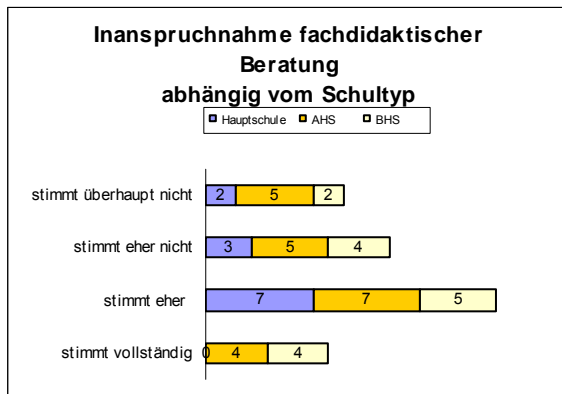 Inanspruchnahme fachdidaktischer
Beratung
abhängig vom Schultyp
Hauptschule AHS BHS
stimmt überhaupt nicht 2 5 2
stimmt eher nicht 3 5 4
stimmt eher 7 7 5
stimmt vollständig 0 4 4